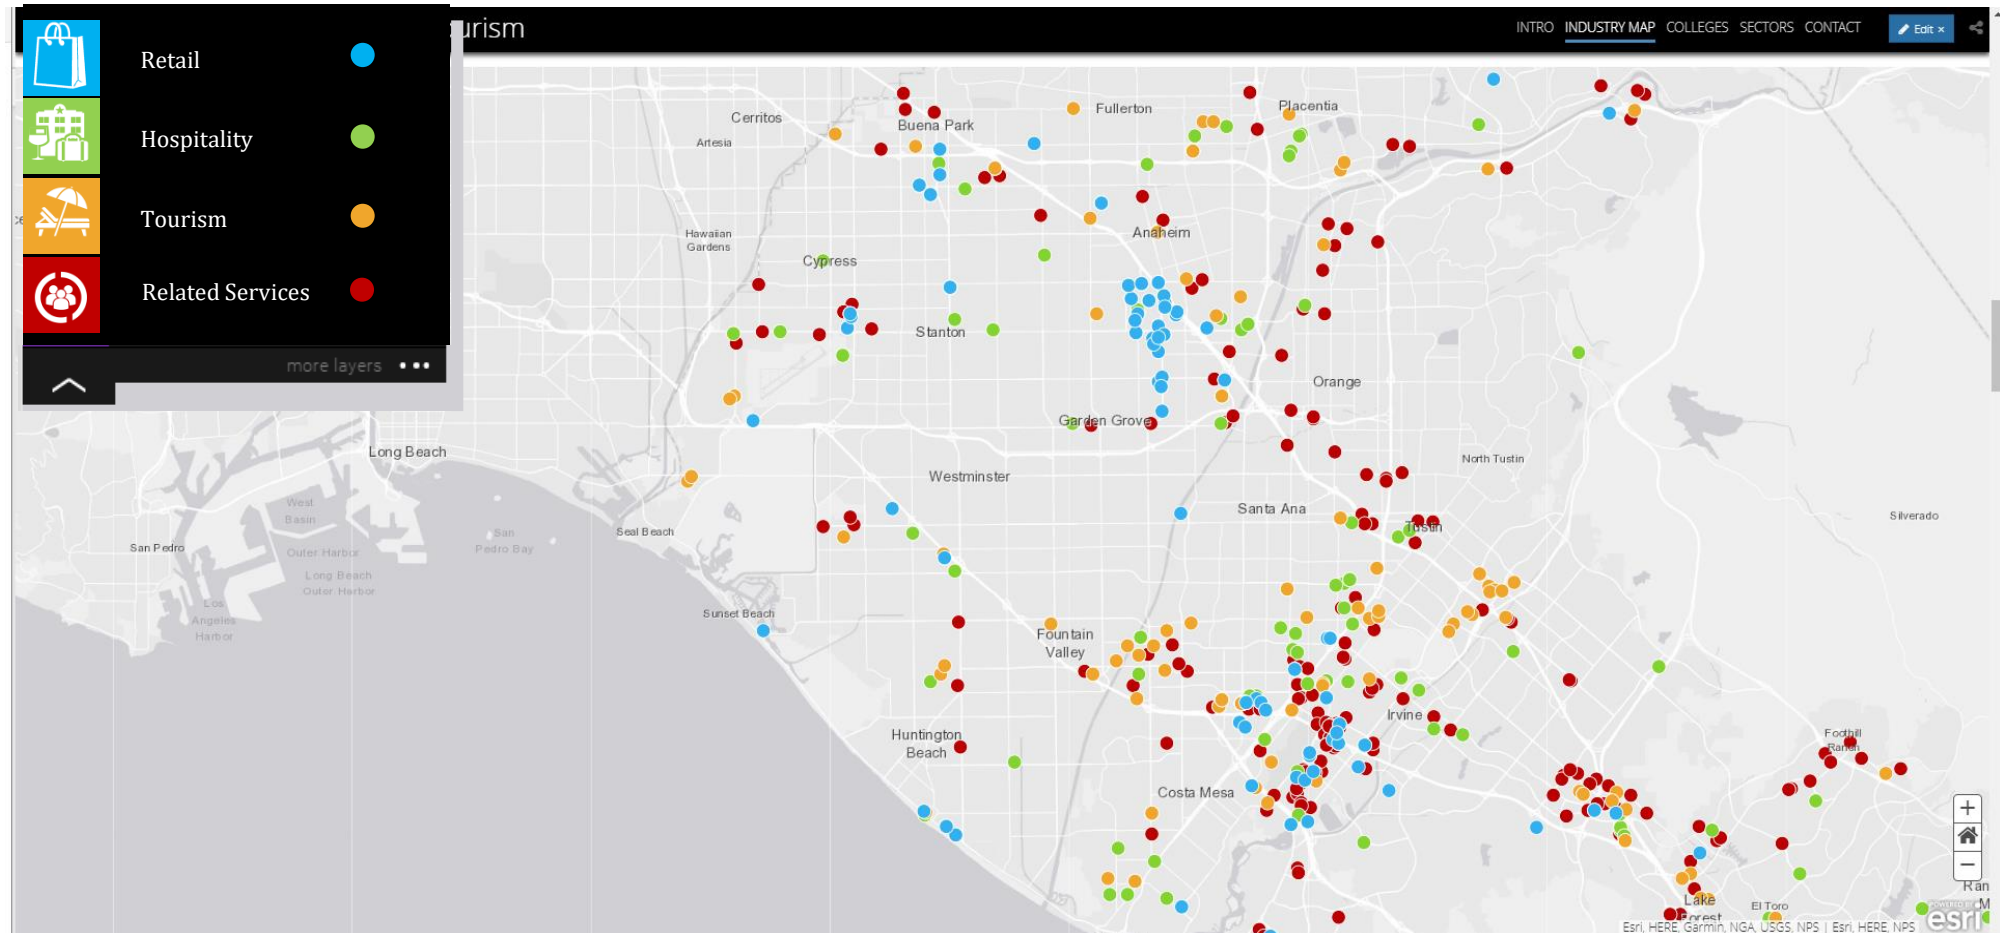 urism
INTRO INDUSTRY MAP COLLEGES SECTORS CONTACT
Edit ×
Retail
Hospitality
Tourism
Related Services
more layers
Cerritos
Artesia
Buena Park
Fullerton
Placentia
Hawaiian
Gardens
Cypress
Anaheim
Stanton
Orange
Garden Grove
Long Beach
Westminster
North Tustin
Santa Ana
Tustin
Silverado
West
Basin
San
Pedro Bay
Seal Beach
San Pedro
Outer Harbor
Long Beach
Outer Harbor
Los
Angeles
Harbor
Sunset Beach
Fountain
Valley
Irvine
Huntington
Beach
Foothill
Ranch
Costa Mesa
+
−
Ran
M
Lake
Forest
El Toro
POWERED BY
esri
Esri, HERE, Garmin, NGA, USGS, NPS | Esri, HERE, NPS